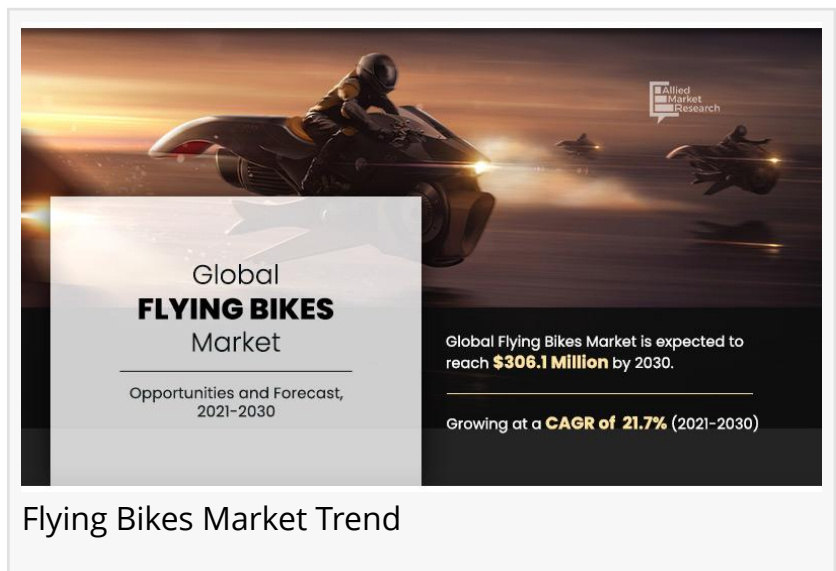 Allied
Market
Research
Global
FLYING BIKES
Market
Opportunities and Forecast,
2021-2030
Global Flying Bikes Market is expected to
reach $306.1 Million by 2030.
Growing at a CAGR of 21.7% (2021-2030)
Flying Bikes Market Trend